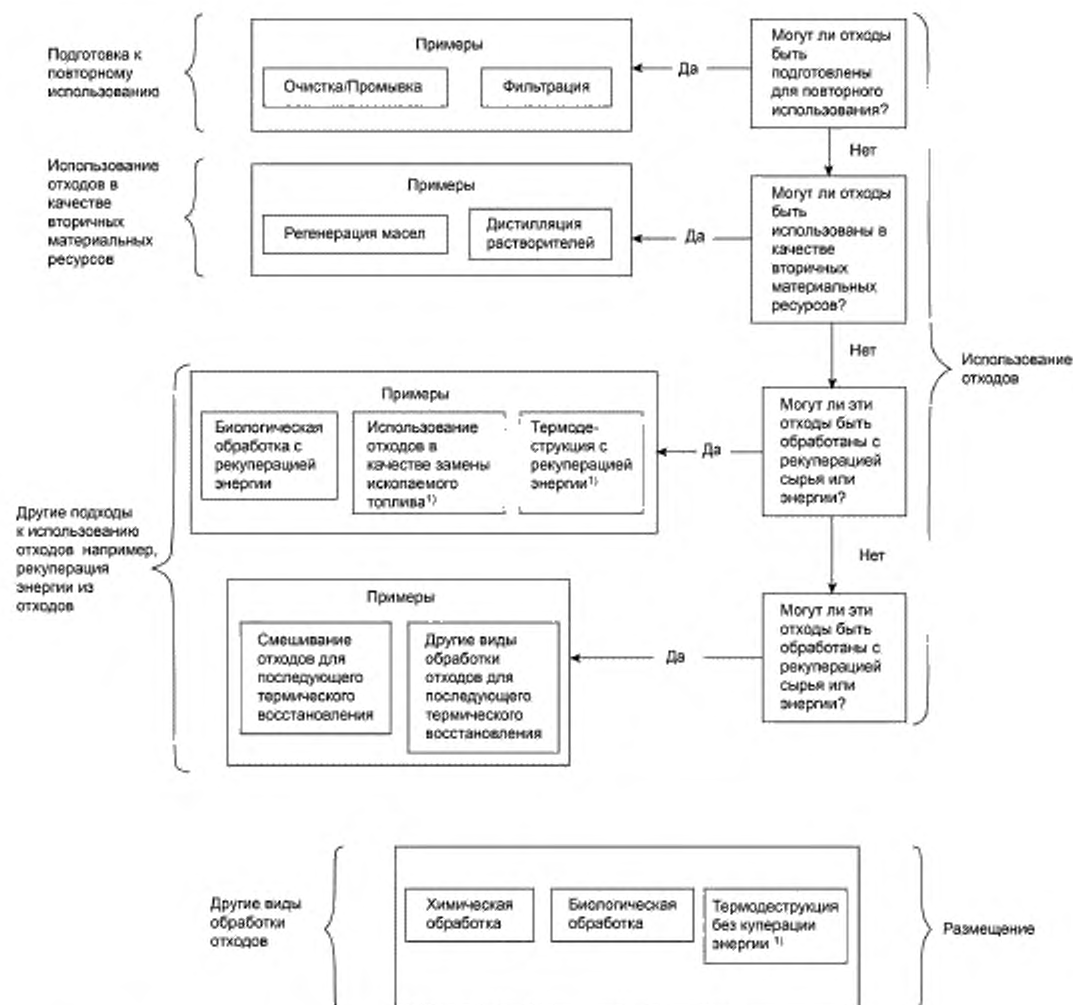 Подготовка к
повторному
использованию
Примеры
Очистка/Промывка
Фильтрация
Да
Могут ли отходы
быть
подготовлены
для повторного
использования?
Нет
Использование
отходов в
качестве
вторичных
материальных
ресурсов
Примеры
Регенерация масел
Дистилляция
растворителей
Да
Могут ли отходы
быть
использованы в
качестве
вторичных
материальных
ресурсов?
Нет
Использование
отходов
Другие подходы
к использованию
отходов например,
рекуперация
энергии из
отходов
Примеры
Биологическая
обработка с
рекуперацией
энергии
Использование
отходов в
качестве замены
ископаемого
топлива¹⁾
Термоде-
струкция с
рекуперацией
энергии¹⁾
Да
Могут ли эти
отходы быть
обработаны с
рекуперацией
сырья или
энергии?
Нет
Примеры
Смешивание
отходов для
последующего
термического
восстановления
Другие виды
обработки
отходов для
последующего
термического
восстановления
Да
Могут ли эти
отходы быть
обработаны с
рекуперацией
сырья или
энергии?
Другие виды
обработки
отходов
Химическая
обработка
Биологическая
обработка
Термодеструкция
без куперации
энергии ¹⁾
Размещение